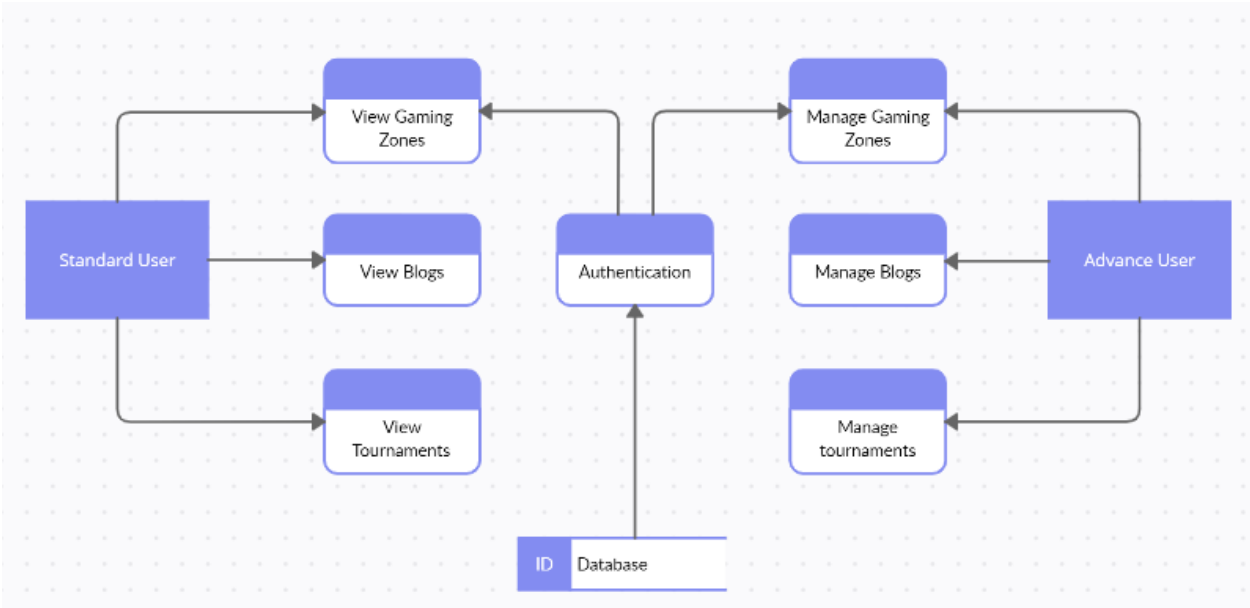 View Gaming
Zones
Manage Gaming
Zones
Standard User
View Blogs
Authentication
Manage Blogs
Advance User
View
Tournaments
Manage
tournaments
ID
Database